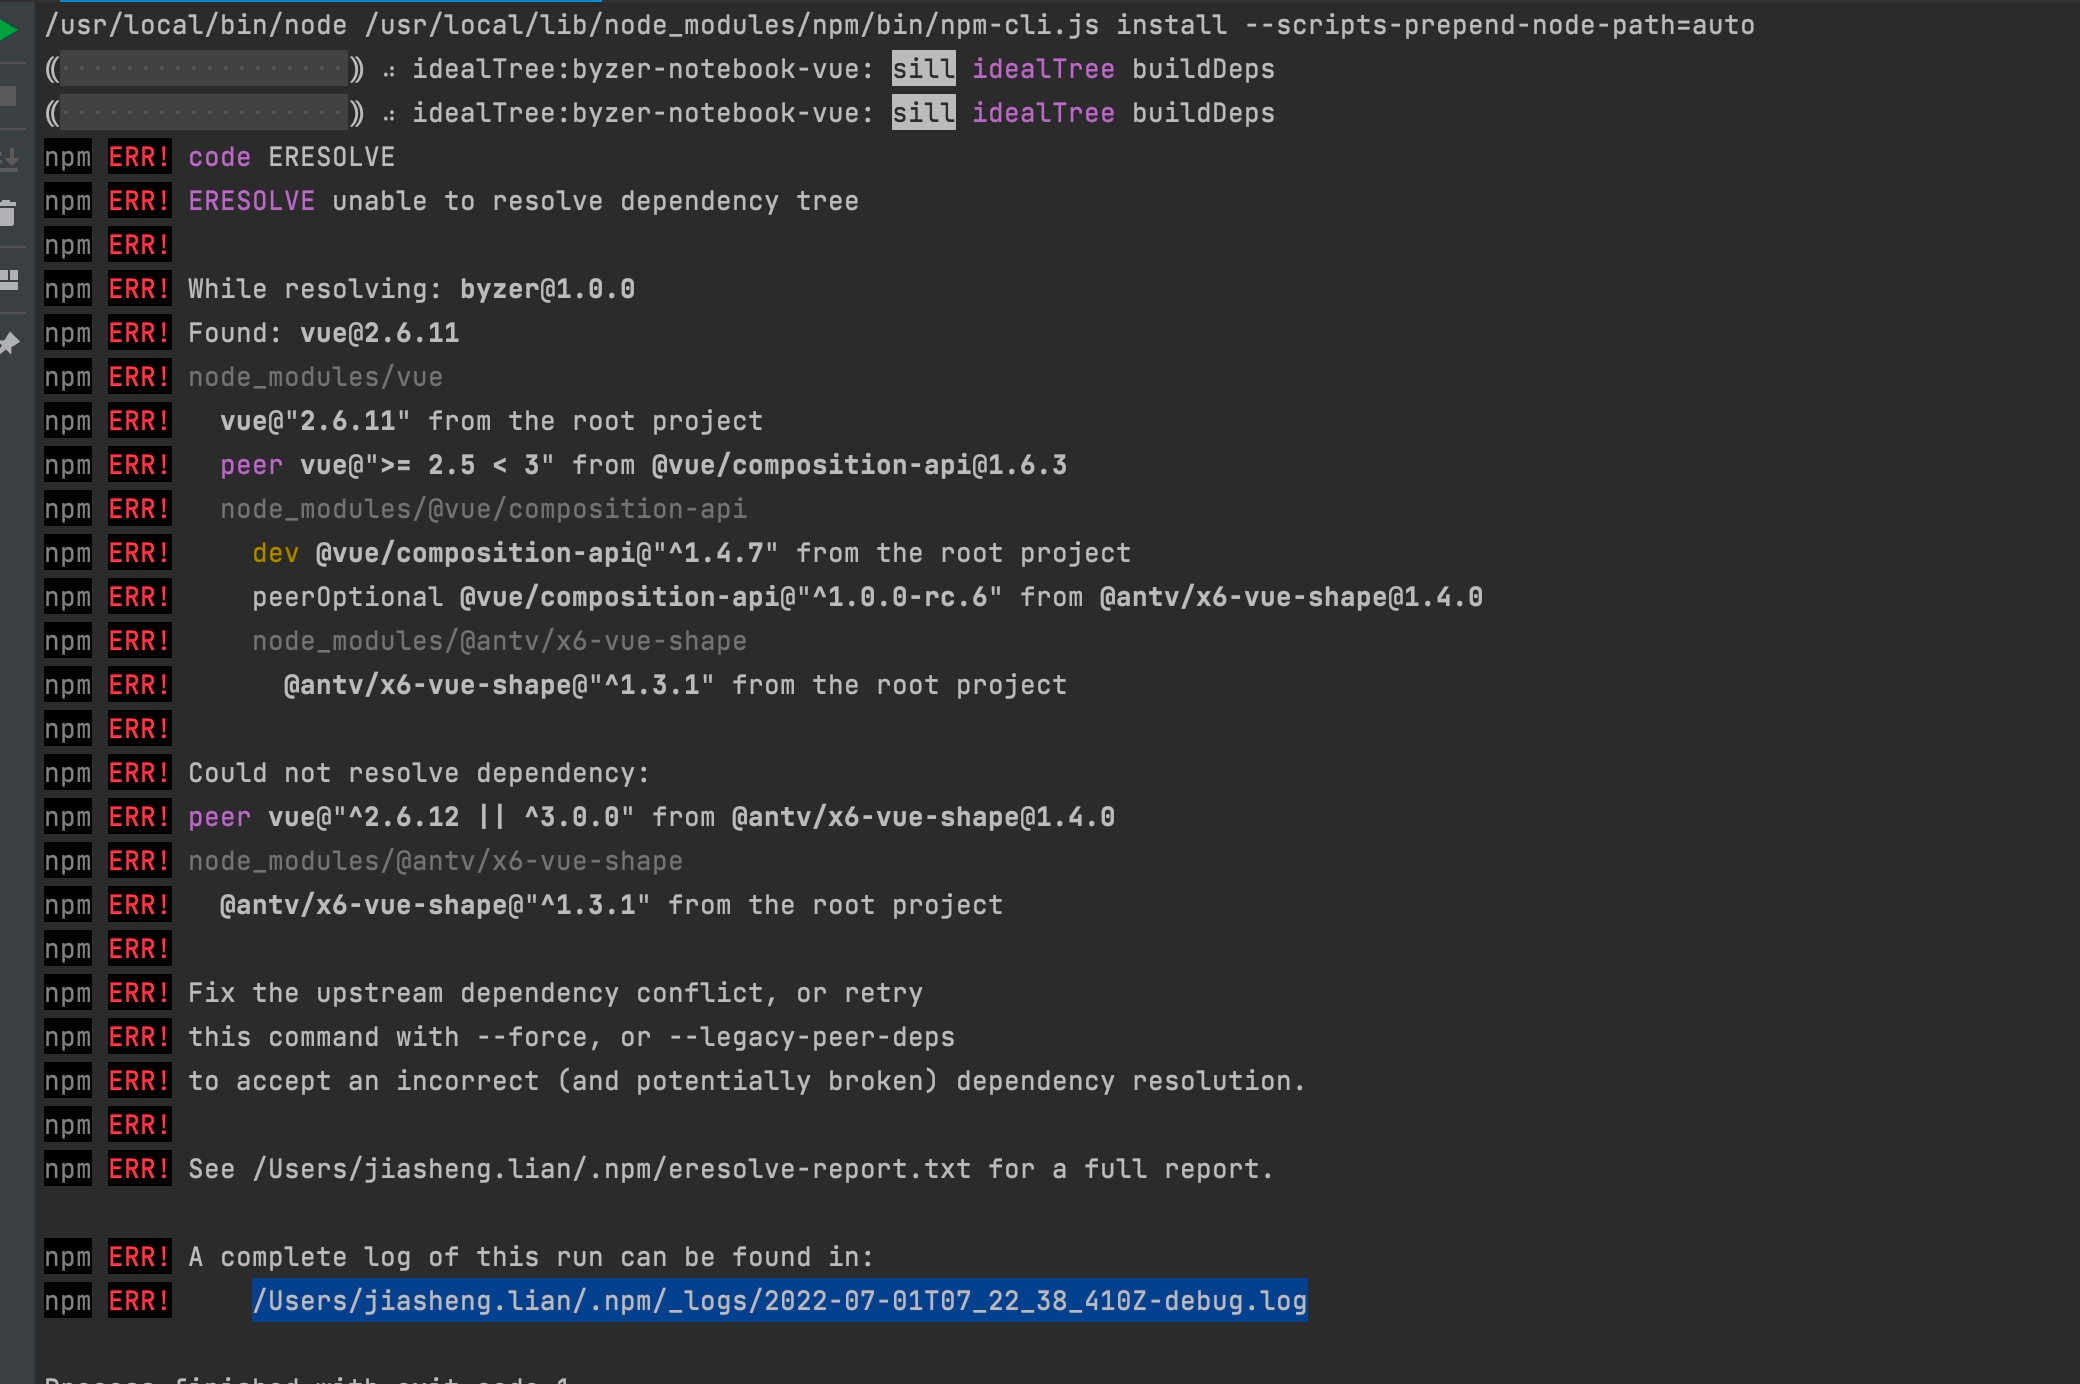 /usr/local/bin/node /usr/local/lib/node_modules/npm/bin/npm-cli.js install --scripts-prepend-node-path=auto
⸨⠂⠂⠂⠂⠂⠂⠂⠂⠂⠂⠂⠂⠂⠂⠂⠂⠂⠂⸩ ⠴ idealTree:byzer-notebook-vue: sill idealTree buildDeps
⸨⠂⠂⠂⠂⠂⠂⠂⠂⠂⠂⠂⠂⠂⠂⠂⠂⠂⠂⸩ ⠴ idealTree:byzer-notebook-vue: sill idealTree buildDeps
npm ERR! code ERESOLVE
npm ERR! ERESOLVE unable to resolve dependency tree
npm ERR!
npm ERR! While resolving: byzer@1.0.0
npm ERR! Found: vue@2.6.11
npm ERR! node_modules/vue
npm ERR!   vue@"2.6.11" from the root project
npm ERR!   peer vue@">= 2.5 < 3" from @vue/composition-api@1.6.3
npm ERR!   node_modules/@vue/composition-api
npm ERR!     dev @vue/composition-api@"^1.4.7" from the root project
npm ERR!     peerOptional @vue/composition-api@"^1.0.0-rc.6" from @antv/x6-vue-shape@1.4.0
npm ERR!     node_modules/@antv/x6-vue-shape
npm ERR!       @antv/x6-vue-shape@"^1.3.1" from the root project
npm ERR!
npm ERR! Could not resolve dependency:
npm ERR! peer vue@"^2.6.12 || ^3.0.0" from @antv/x6-vue-shape@1.4.0
npm ERR! node_modules/@antv/x6-vue-shape
npm ERR!   @antv/x6-vue-shape@"^1.3.1" from the root project
npm ERR!
npm ERR! Fix the upstream dependency conflict, or retry
npm ERR! this command with --force, or --legacy-peer-deps
npm ERR! to accept an incorrect (and potentially broken) dependency resolution.
npm ERR!
npm ERR! See /Users/jiasheng.lian/.npm/eresolve-report.txt for a full report.
npm ERR! A complete log of this run can be found in:
npm ERR!     /Users/jiasheng.lian/.npm/_logs/2022-07-01T07_22_38_410Z-debug.log
Process finished with exit code 1